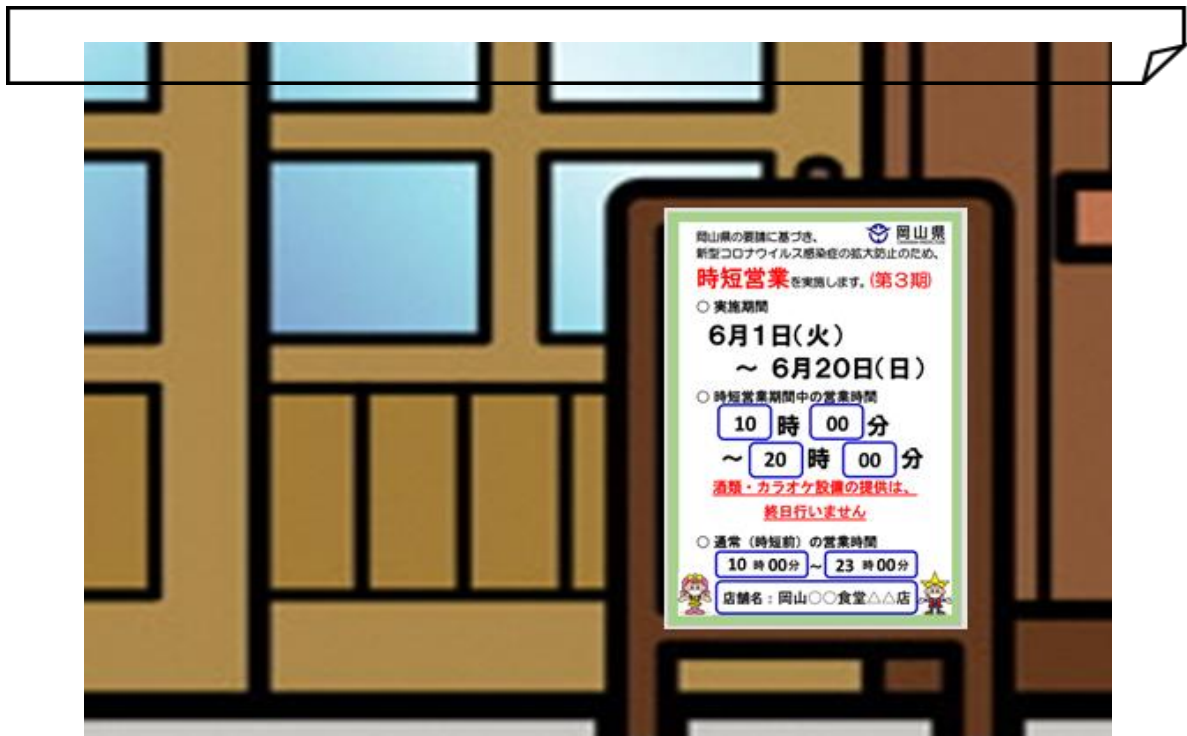 岡山県の要請に基づき、
岡山県
新型コロナウイルス感染症の拡大防止のため、
時短営業を実施します。(第3期)
○ 実施期間
6月1日(火)
~ 6月20日(日)
○ 時短営業期間中の営業時間
10 時 00 分
~ 20 時 00 分
酒類・カラオケ設備の提供は、
終日行いません
○ 通常(時短前)の営業時間
10 時 00分 ~ 23 時 00分
店舗名:岡山○○食堂△△店